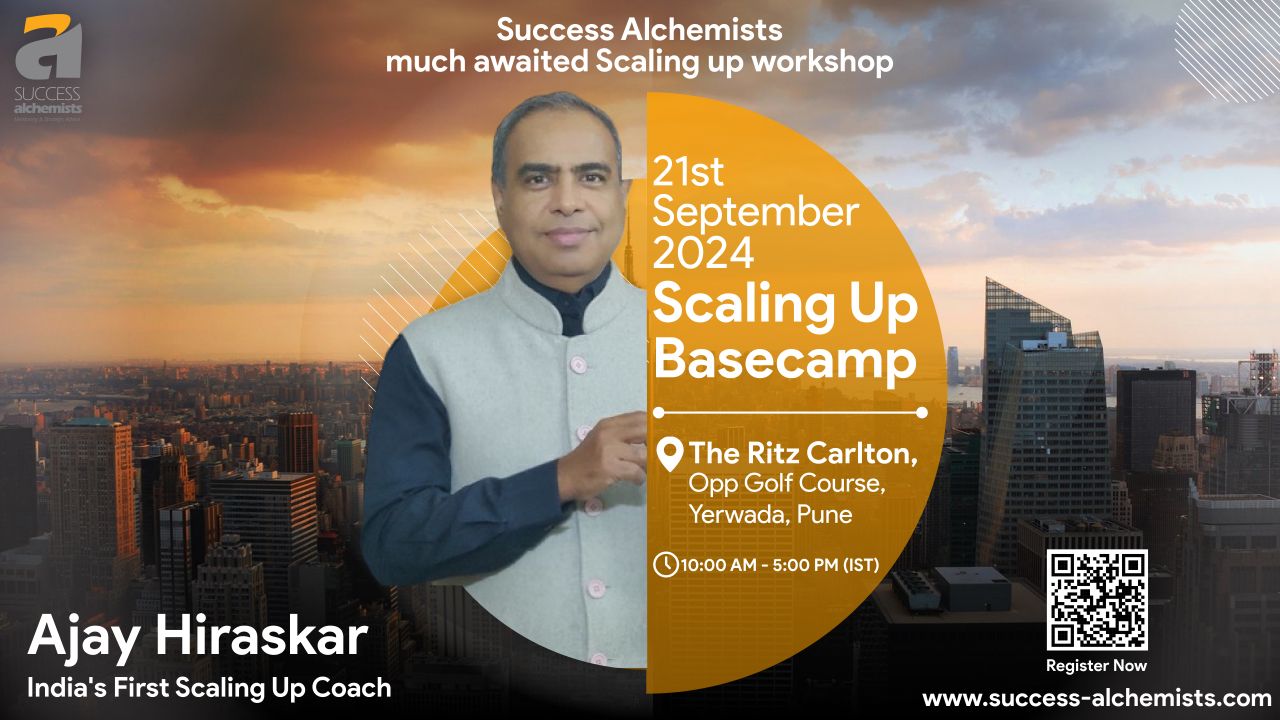 Success Alchemists
much awaited Scaling up workshop
a
SUCCESS
alchemists
21st
September
2024
Scaling Up
Basecamp
The Ritz Carlton,
Opp Golf Course,
Yerwada, Pune
10:00 AM - 5:00 PM (IST)
Ajay Hiraskar
India's First Scaling Up Coach
Register Now
www.success-alchemists.com